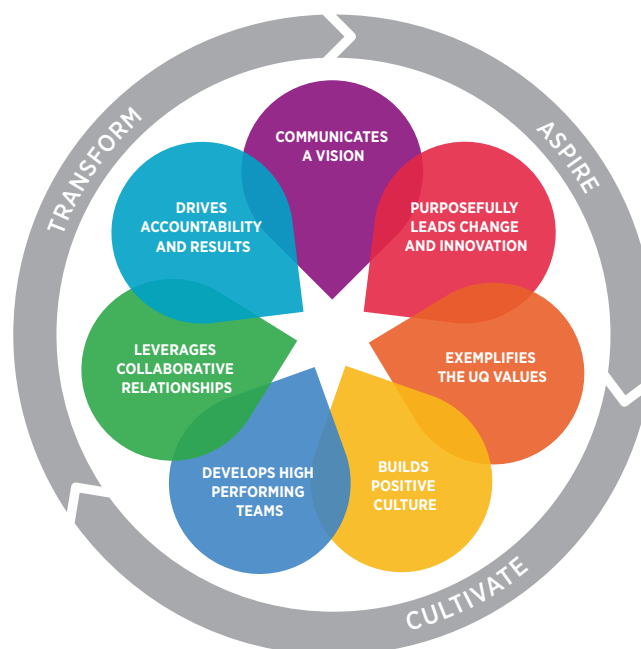 TRANSFORM
ASPIRE
CULTIVATE
COMMUNICATES
A VISION
PURPOSEFULLY
LEADS CHANGE
AND INNOVATION
EXEMPLIFIES
THE UQ VALUES
BUILDS
POSITIVE
CULTURE
DEVELOPS HIGH
PERFORMING
TEAMS
LEVERAGES
COLLABORATIVE
RELATIONSHIPS
DRIVES
ACCOUNTABILITY
AND RESULTS